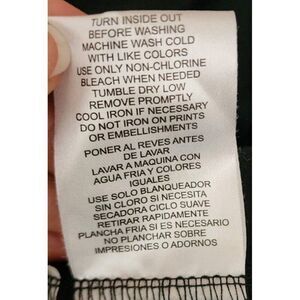 TURN INSIDE OUT
BEFORE WASHING
MACHINE WASH COLD
WITH LIKE COLORS
USE ONLY NON-CHLORINE
BLEACH WHEN NEEDED
TUMBLE DRY LOW
REMOVE PROMPTLY
COOL IRON IF NECESSARY
DO NOT IRON ON PRINTS
OR EMBELLISHMENTS
PONER AL REVES ANTES
DE LAVAR
LAVAR A MAQUINA CON
AGUA FRIA Y COLORES
IGUALES
USE SOLO BLANQUEADOR
SIN CLORO SI NECESITA
SECADORA CICLO SUAVE
RETIRAR RAPIDAMENTE
PLANCHA FRIA SI ES NECESARIO
NO PLANCHAR SOBRE
IMPRESIONES O ADORNOS